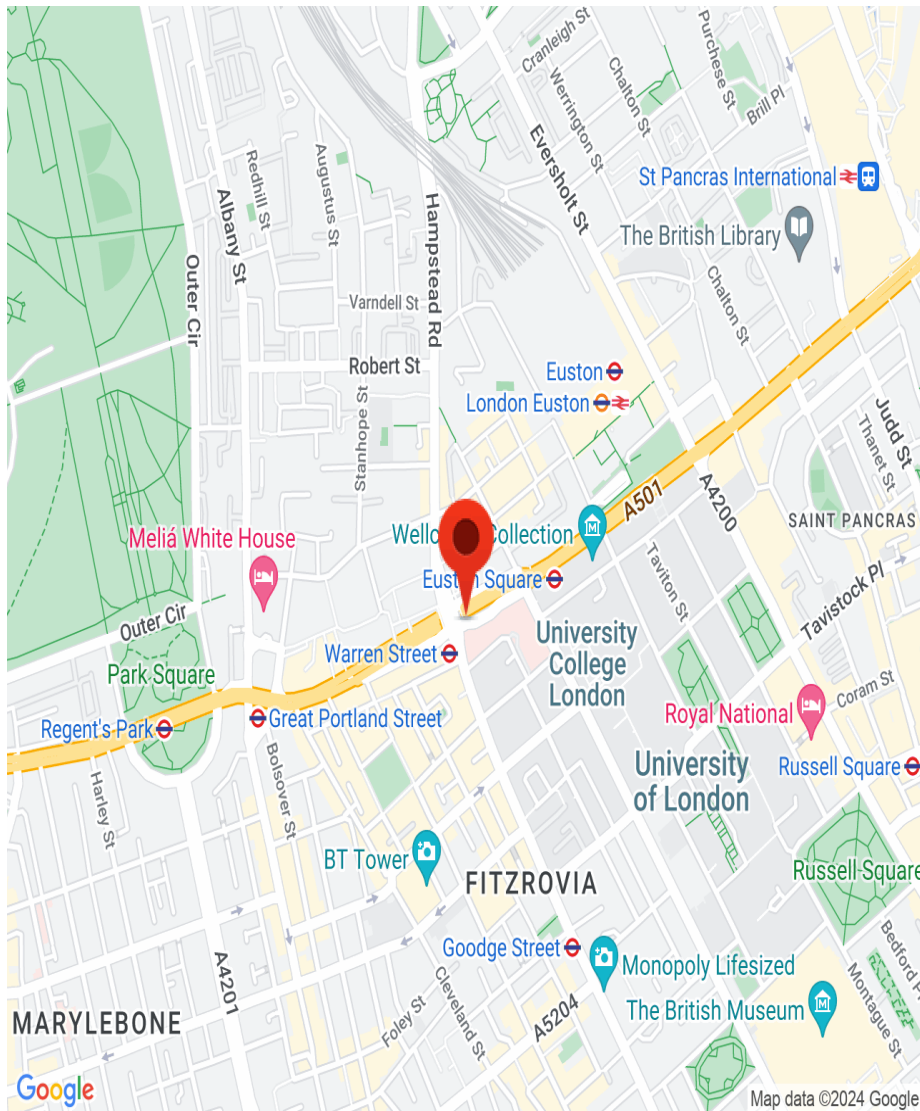 Cranleigh St
Purchese St
Werrington St
Chalton St
Brill Pl
Eversholt St
Redhill St
Augustus St
Albany St
Hampstead Rd
St Pancras International
The British Library
Outer Cir
Varndell St
Chalton St
Robert St
Euston
London Euston
Stanhope St
Judd St
Thanet St
A501
A4200
SAINT PANCRAS
Meliá White House
Collection
Square
Taviton St
Tavistock Pl
Outer Cir
University
College
London
Warren Street
Park Square
Coram St
Royal National
Regent's Park
Great Portland Street
University
of London
Russell Square
Harley St
Bolsover St
BT Tower
FITZROVIA
Russell Square
Goodge Street
Bedford
Monopoly Lifesized
The British Museum
Montague St
A4201
Cleveland St
Foley St
A5204
MARYLEBONE
Google
Map data ©2024 Google